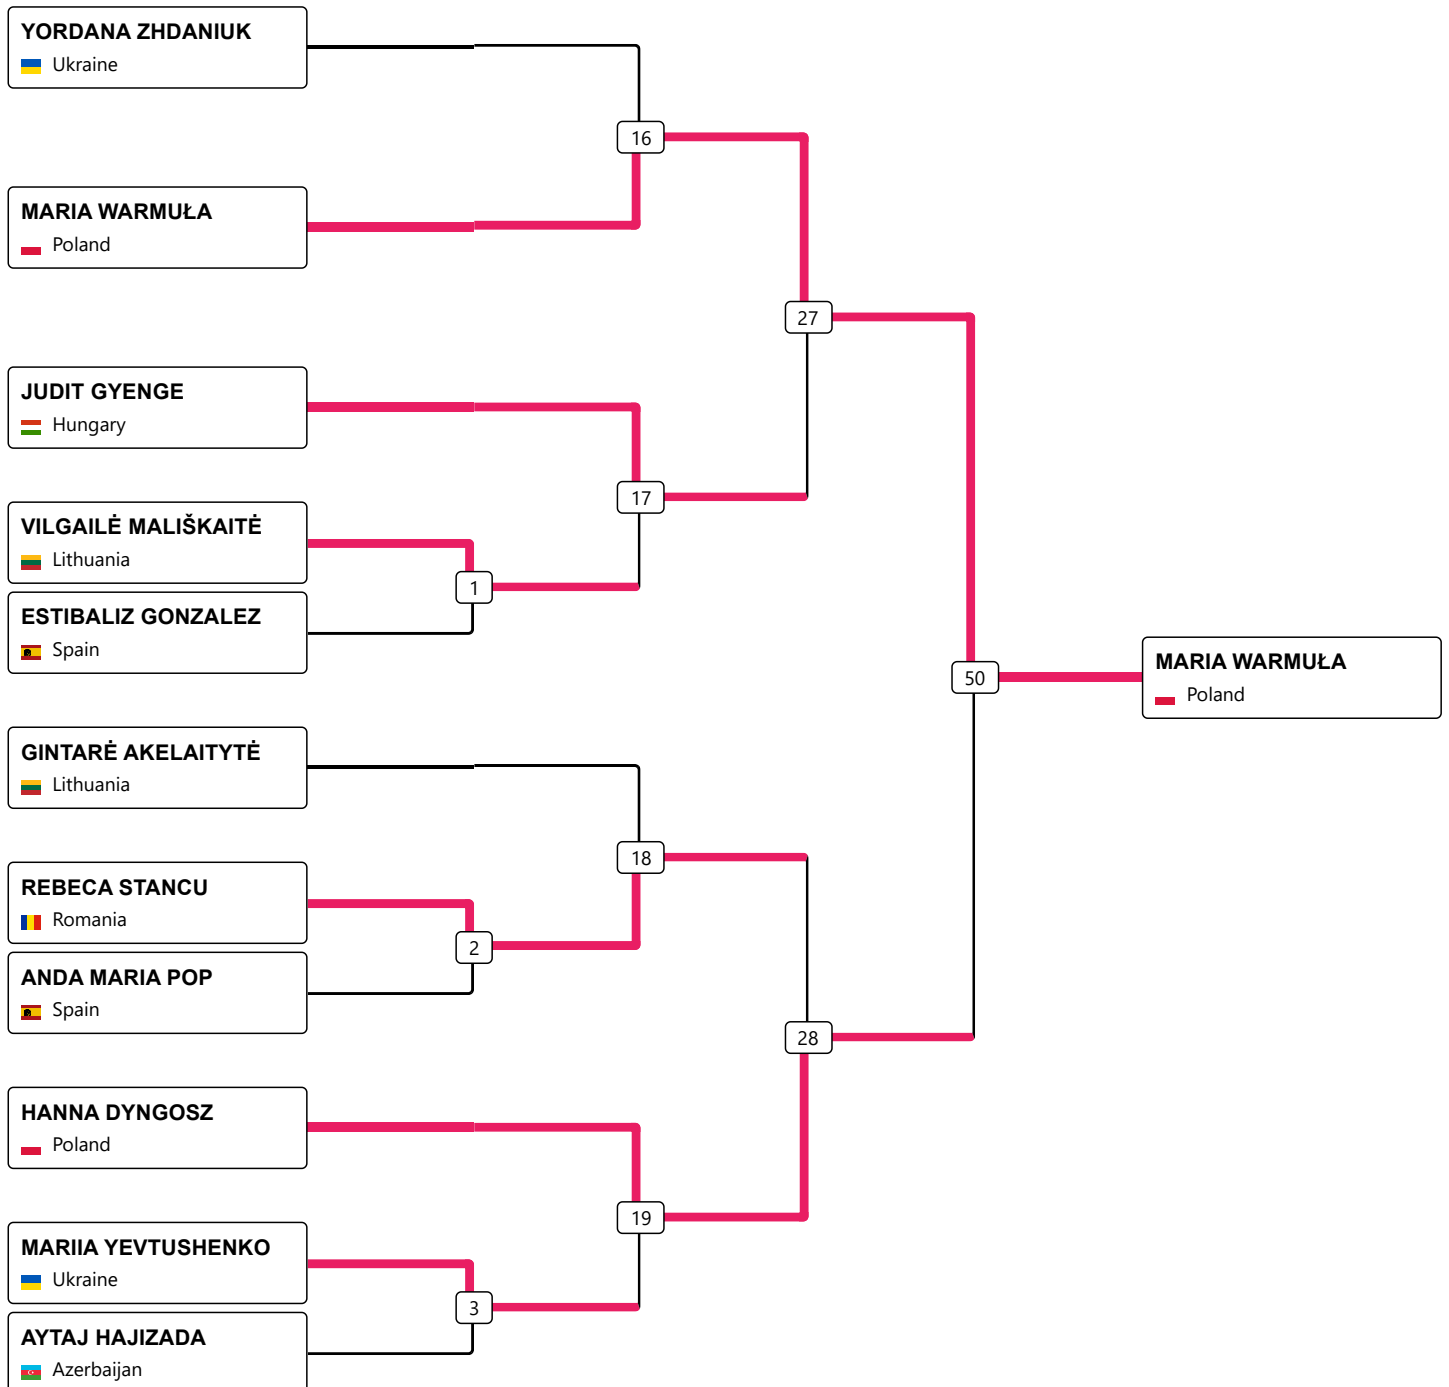 YORDANA ZHDANIUK
Ukraine
16
MARIA WARMUŁA
Poland
27
JUDIT GYENGE
Hungary
17
VILGAILĖ MALIŠKAITĖ
Lithuania
1
ESTIBALIZ GONZALEZ
Spain
50
MARIA WARMUŁA
Poland
GINTARĖ AKELAITYTĖ
Lithuania
18
REBECA STANCU
Romania
2
ANDA MARIA POP
Spain
28
HANNA DYNGOSZ
Poland
19
MARIIA YEVTUSHENKO
Ukraine
3
AYTAJ HAJIZADA
Azerbaijan